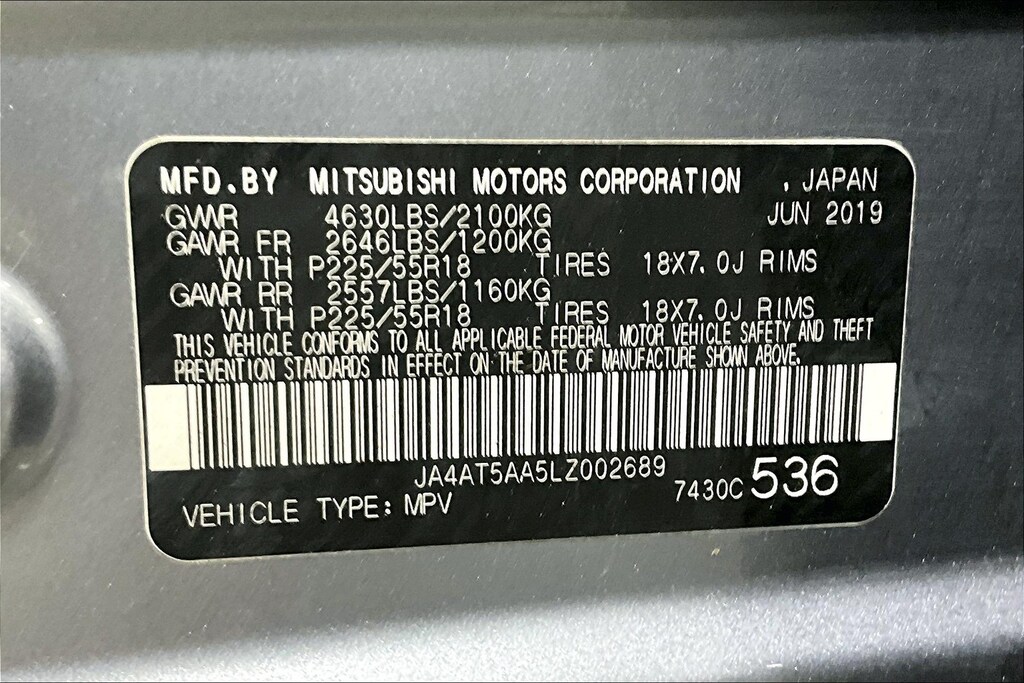 MFD.BY MITSUBISHI MOTORS CORPORATION , JAPAN
GVWR 4630LBS/2100KG JUN 2019
GAWR FR 2646LBS/1200KG
WITH P225/55R18 TIRES 18X7.0J RIMS
GAWR RR 2557LBS/1160KG
WITH P225/55R18 TIRES 18X7.0J RIMS
THIS VEHICLE CONFORMS TO ALL APPLICABLE FEDERAL MOTOR VEHICLE SAFETY AND THEFT
PREVENTION STANDARDS IN EFFECT ON THE DATE OF MANUFACTURE SHOWN ABOVE.
JA4AT5AA5LZ002689
VEHICLE TYPE: MPV 7430C 536